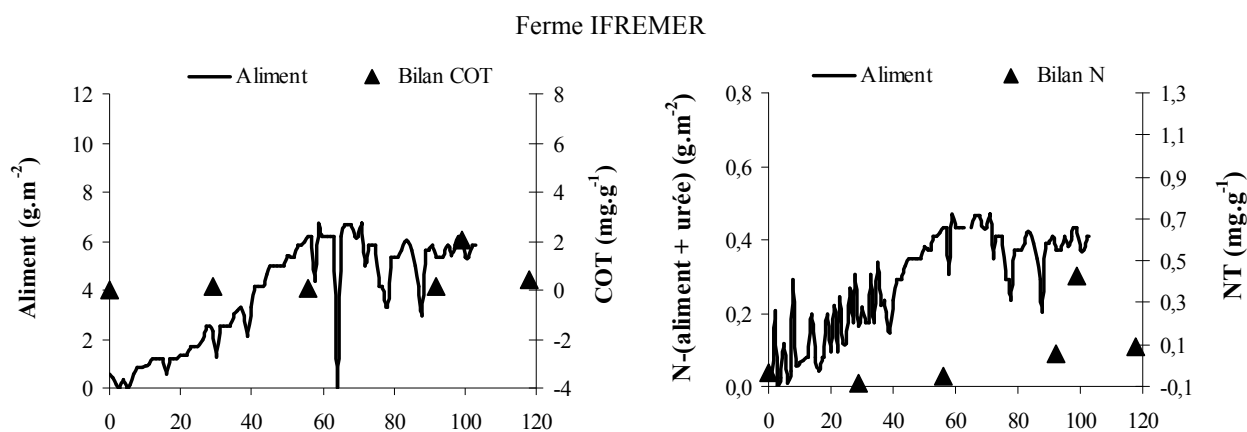 Ferme IFREMER
Aliment
Bilan COT
Aliment (g.m-2)
12
10
8
6
4
2
0
COT (mg.g-1)
8
6
4
2
0
-2
-4
0 20 40 60 80 100 120
Aliment
Bilan N
N-(aliment + urée) (g.m-2)
0,8
0,6
0,4
0,2
0,0
NT (mg.g-1)
1,3
1,1
0,9
0,7
0,5
0,3
0,1
-0,1
0 20 40 60 80 100 120